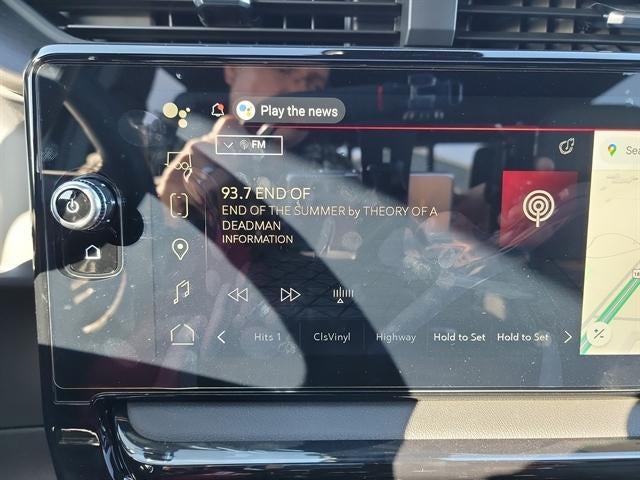 Play the news
FM
Sea
93.7 END OF
END OF THE SUMMER by THEORY OF A
DEADMAN
INFORMATION
Hits 1 ClsVinyl Highway Hold to Set Hold to Set